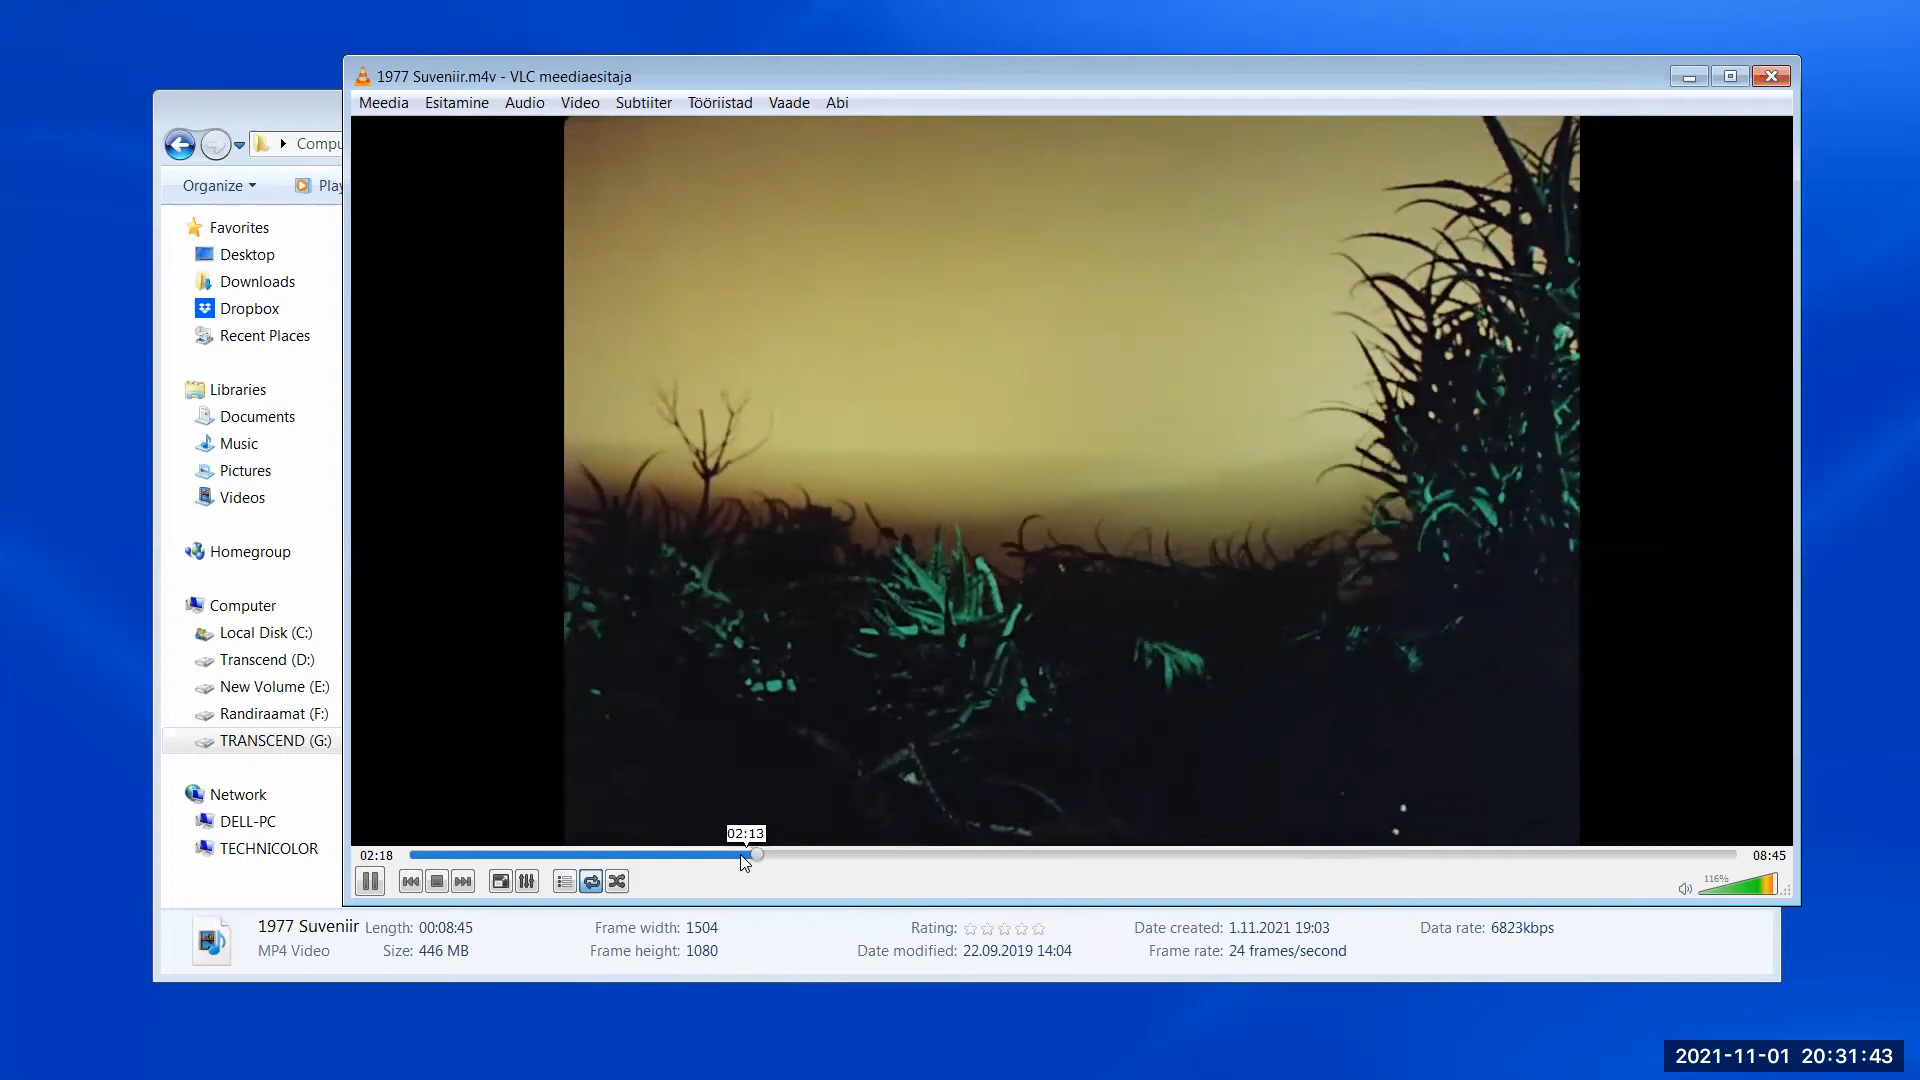 1977 Suveniir.m4v - VLC meediaesitaja
Meedia Esitamine Audio Video Subtiiter Tööriistad Vaade Abi
Compu
Organize Play
Favorites
Desktop
Downloads
Dropbox
Recent Places
Libraries
Documents
Music
Pictures
Videos
Homegroup
Computer
Local Disk (C:)
Transcend (D:)
New Volume (E:)
Randiraamat (F:)
TRANSCEND (G:)
Network
DELL-PC
TECHNICOLOR
02:13
02:18 08:45
116%
1977 Suveniir Length: 00:08:45 Frame width: 1504 Rating: Date created: 1.11.2021 19:03 Data rate: 6823kbps
MP4 Video Size: 446 MB Frame height: 1080 Date modified: 22.09.2019 14:04 Frame rate: 24 frames/second
2021-11-01 20:31:43